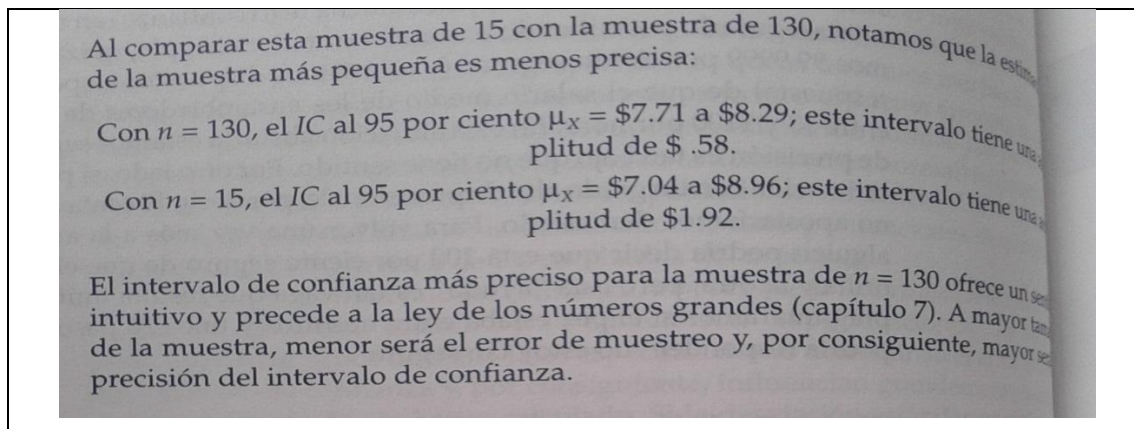 Al comparar esta muestra de 15 con la muestra de 130, notamos que la
de la muestra más pequeña es menos precisa:
Con n = 130, el IC al 95 por ciento μX = $7.71 a $8.29; este intervalo tiene una
plitud de $ .58.
Con n = 15, el IC al 95 por ciento μX = $7.04 a $8.96; este intervalo tiene una
plitud de $1.92.
El intervalo de confianza más preciso para la muestra de n = 130 ofrece un
intuitivo y precede a la ley de los números grandes (capítulo 7). A mayor
de la muestra, menor será el error de muestreo y, por consiguiente, mayor
precisión del intervalo de confianza.